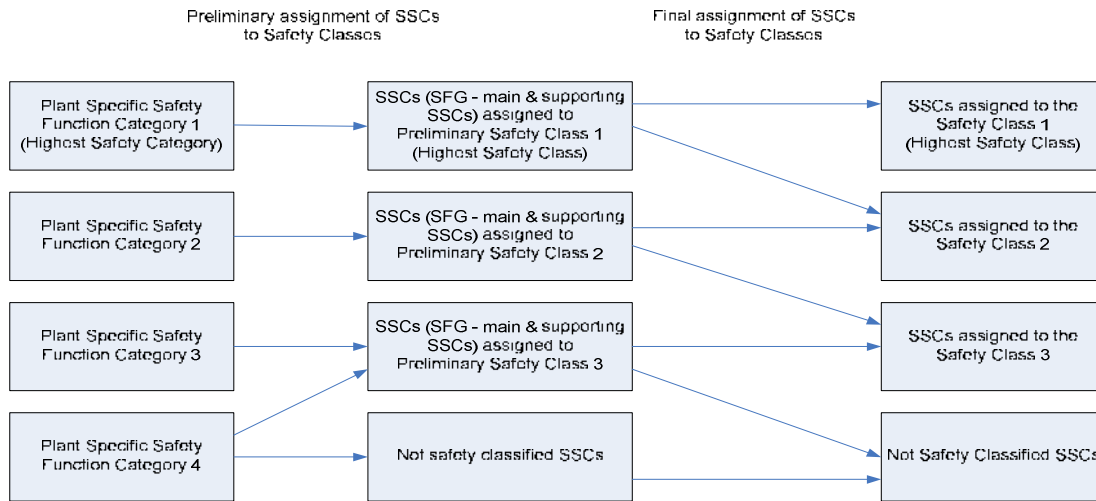 Preliminary assignment of SSCs
to Safety Classes
Final assignment of SSCs
to Safety Classes
Plant Specific Safety
Function Category 1
(Highest Safety Category)
SSCs (SFG - main & supporting
SSCs) assigned to
Preliminary Safety Class 1
(Highest Safety Class)
SSCs assigned to the
Safety Class 1
(Highest Safety Class)
Plant Specific Safety
Function Category 2
SSCs (SFG - main & supporting
SSCs) assigned to
Preliminary Safety Class 2
SSCs assigned to the
Safety Class 2
Plant Specific Safety
Function Category 3
SSCs (SFG - main & supporting
SSCs) assigned to
Preliminary Safety Class 3
SSCs assigned to the
Safety Class 3
Plant Specific Safety
Function Category 4
Not safety classified SSCs
Not Safety Classified SSCs